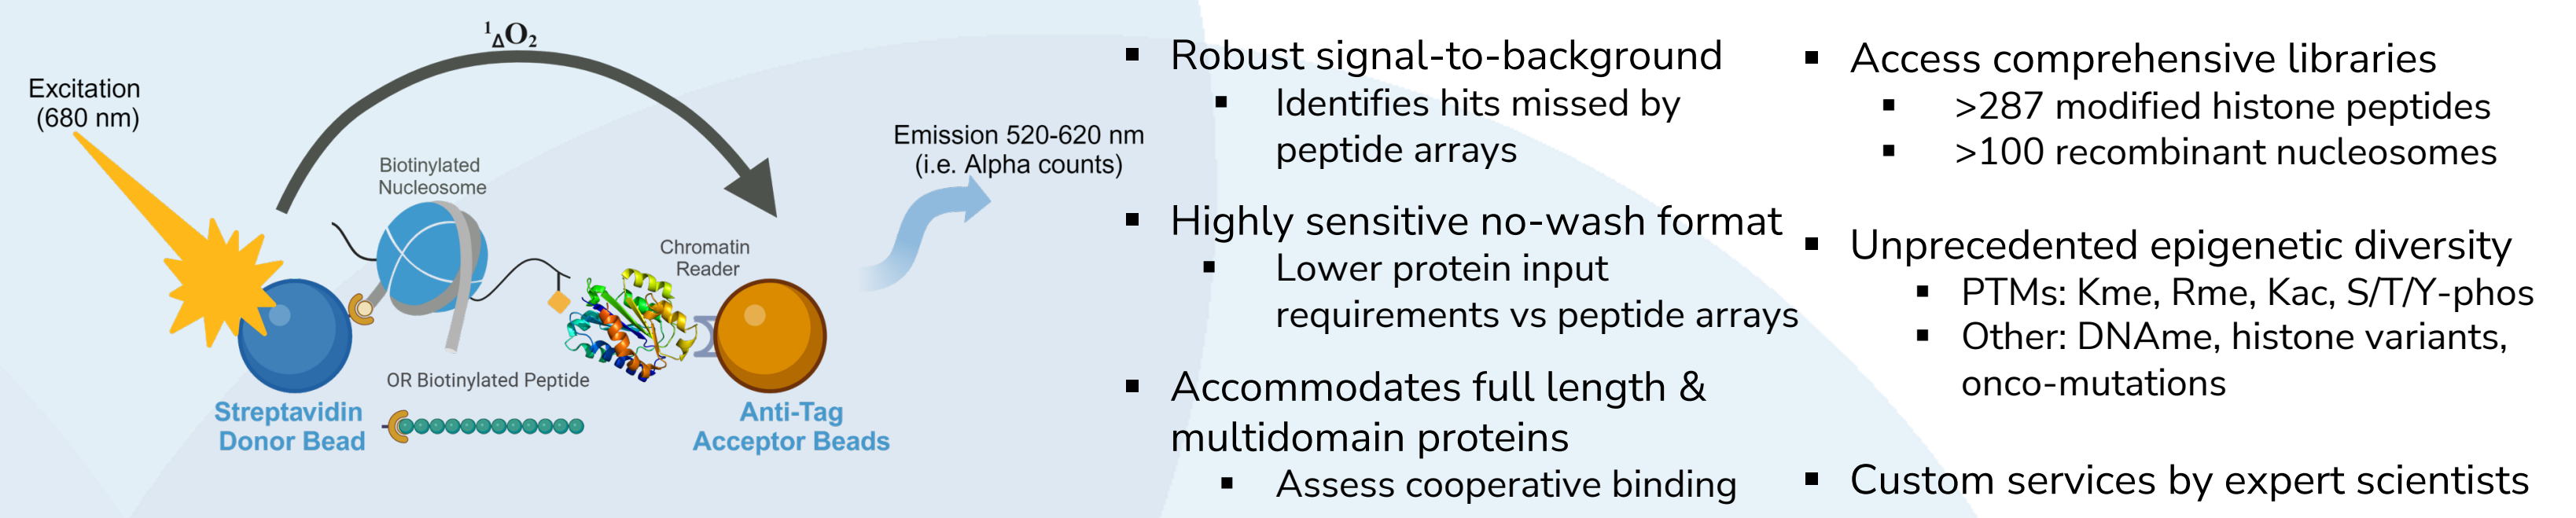 ¹ΔO₂
Excitation
(680 nm)
Biotinylated
Nucleosome
Chromatin
Reader
Emission 520-620 nm
(i.e. Alpha counts)
OR Biotinylated Peptide
Streptavidin
Donor Bead
Anti-Tag
Acceptor Beads
▪ Robust signal-to-background
▪ Identifies hits missed by
peptide arrays
▪ Highly sensitive no-wash format
▪ Lower protein input
requirements vs peptide arrays
▪ Accommodates full length &
multidomain proteins
▪ Assess cooperative binding
▪ Access comprehensive libraries
▪ >287 modified histone peptides
▪ >100 recombinant nucleosomes
▪ Unprecedented epigenetic diversity
▪ PTMs: Kme, Rme, Kac, S/T/Y-phos
▪ Other: DNAme, histone variants,
onco-mutations
▪ Custom services by expert scientists